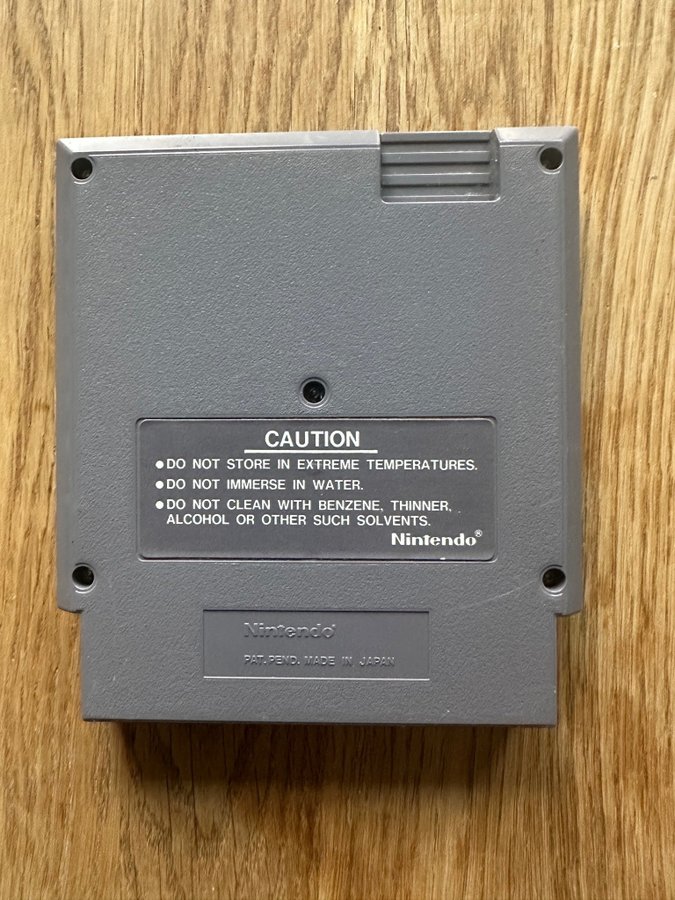 CAUTION
●DO NOT STORE IN EXTREME TEMPERATURES.
●DO NOT IMMERSE IN WATER.
●DO NOT CLEAN WITH BENZENE, THINNER,
ALCOHOL OR OTHER SUCH SOLVENTS.
Nintendo®
Nintendo®
PAT. PEND. MADE IN JAPAN